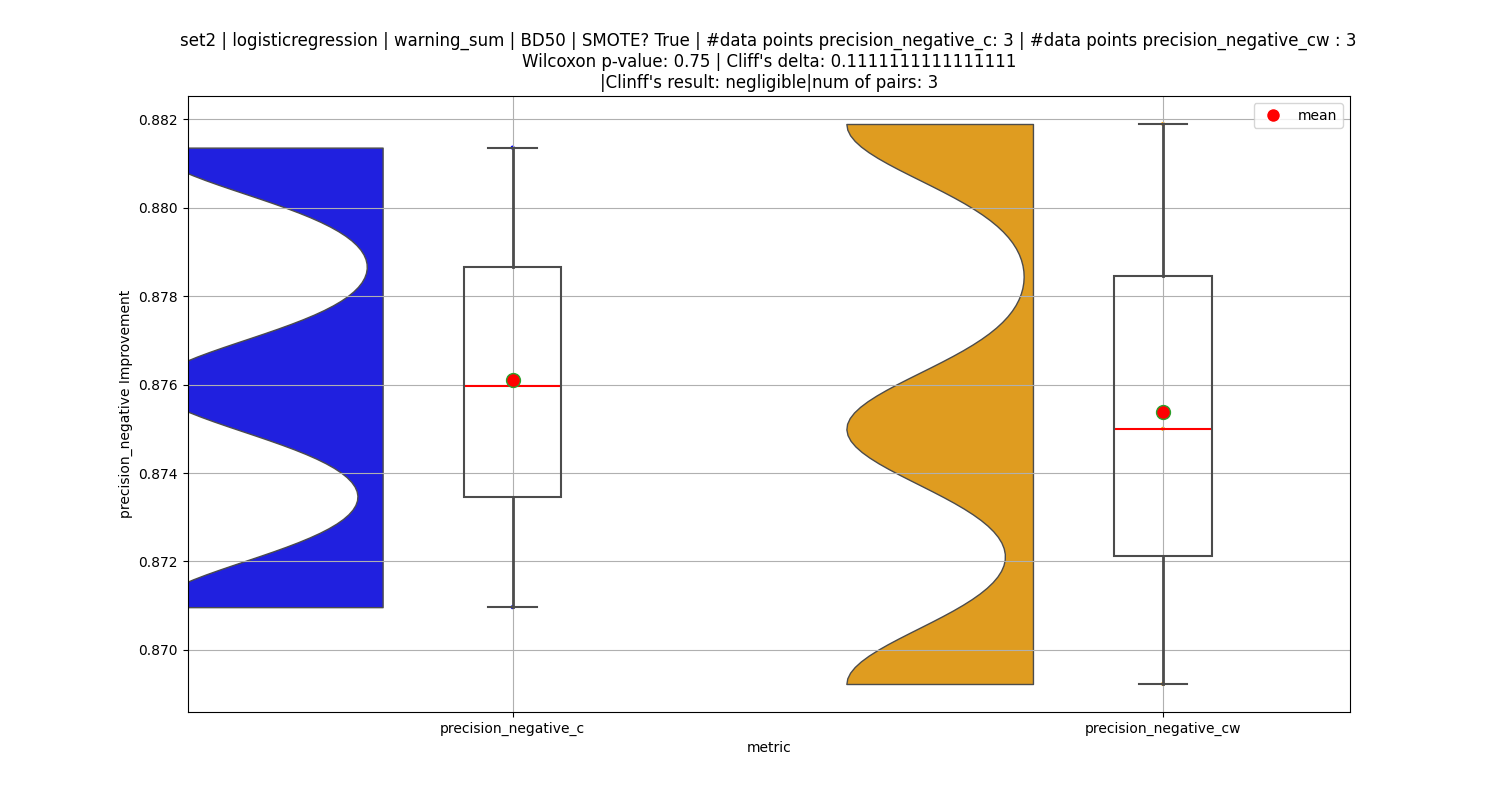 set2 | logisticregression | warning_sum | BD50 | SMOTE? True | #data points precision_negative_c: 3 | #data points precision_negative_cw : 3
Wilcoxon p-value: 0.75 | Cliff's delta: 0.1111111111111111
|Clinff's result: negligible|num of pairs: 3
mean
0.882
0.880
0.878
0.876
0.874
0.872
0.870
precision_negative Improvement
precision_negative_c
precision_negative_cw
metric